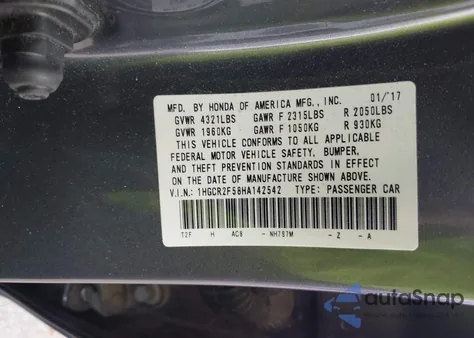 MFD. BY HONDA OF AMERICA MFG., INC. 01/'17
GVWR 4321LBS GAWR F 2315LBS R 2050LBS
GVWR 1960KG GAWR F 1050KG R 930KG
THIS VEHICLE CONFORMS TO ALL APPLICABLE
FEDERAL MOTOR VEHICLE SAFETY, BUMPER,
AND THEFT PREVENTION STANDARDS IN EFFECT
ON THE DATE OF MANUFACTURE SHOWN ABOVE.
V.I.N.: 1HGCR2F58HA142542 TYPE: PASSENGER CAR
T2F H AC8 - NH797M - Z - A
autoSnap